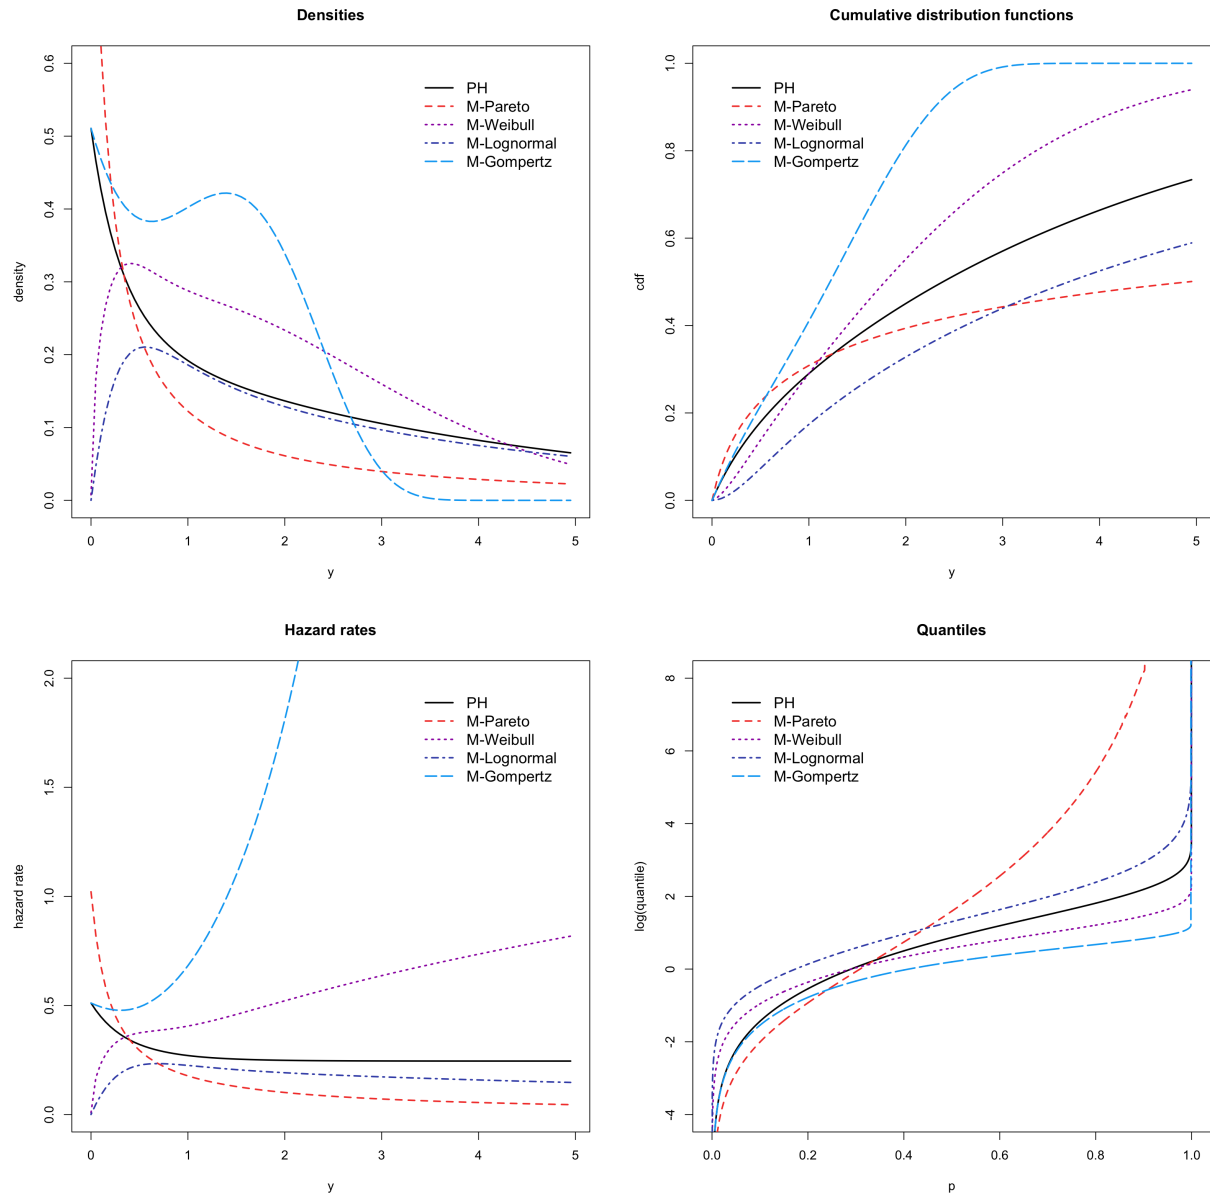 Densities
0.6
0.5
0.4
0.3
0.2
0.1
0.0
density
PH
M-Pareto
M-Weibull
M-Lognormal
M-Gompertz
0 1 2 3 4 5
y
Cumulative distribution functions
1.0
0.8
0.6
0.4
0.2
0.0
cdf
PH
M-Pareto
M-Weibull
M-Lognormal
M-Gompertz
0 1 2 3 4 5
y
Hazard rates
2.0
1.5
1.0
0.5
0.0
hazard rate
PH
M-Pareto
M-Weibull
M-Lognormal
M-Gompertz
0 1 2 3 4 5
y
Quantiles
8
6
4
2
0
-2
-4
log(quantile)
PH
M-Pareto
M-Weibull
M-Lognormal
M-Gompertz
0.0 0.2 0.4 0.6 0.8 1.0
p